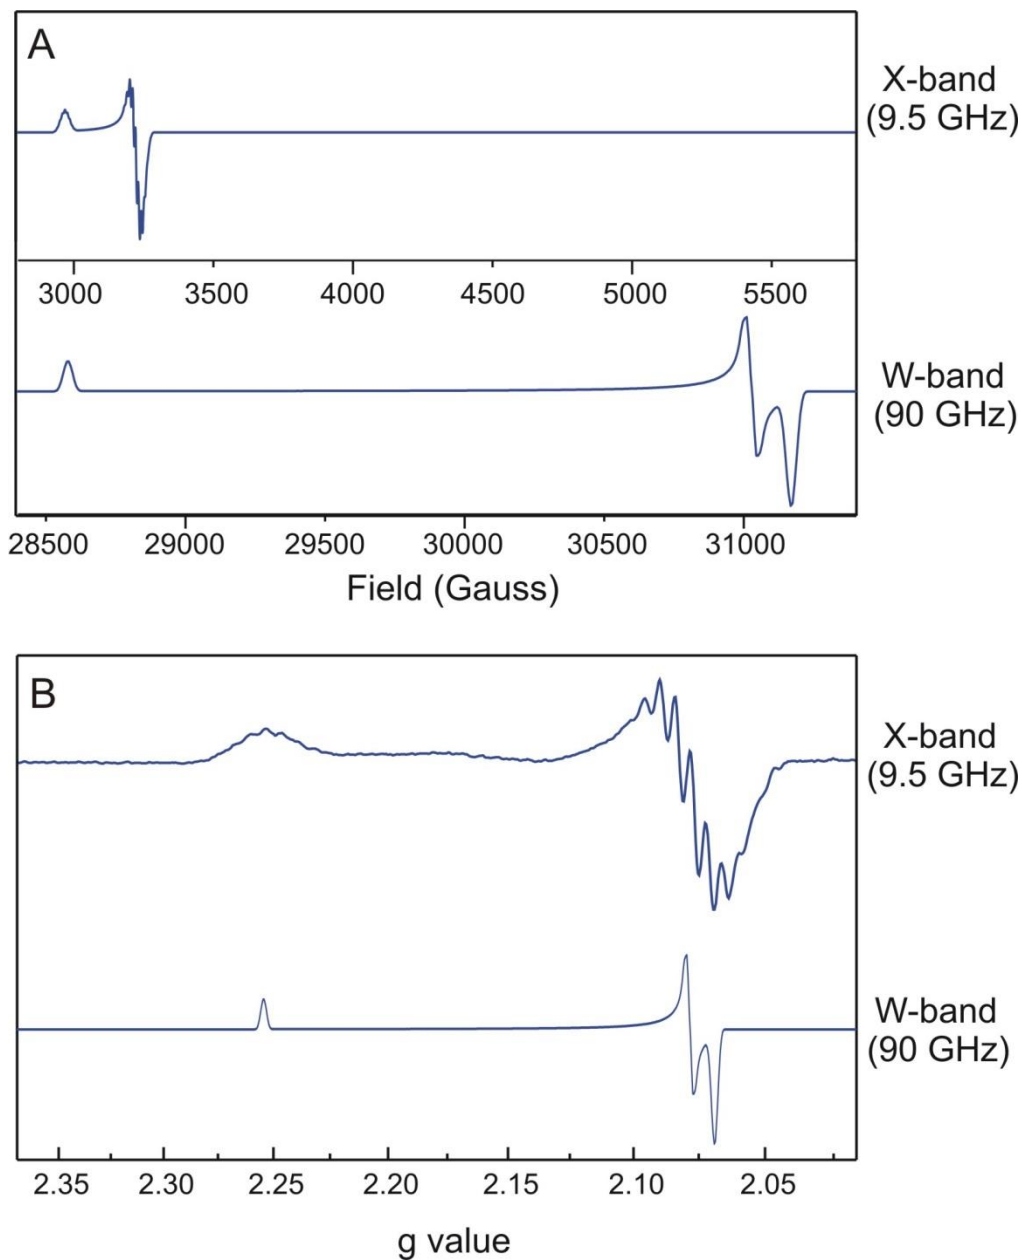 A
X-band
(9.5 GHz)
3000 3500 4000 4500 5000 5500
W-band
(90 GHz)
28500 29000 29500 30000 30500 31000
Field (Gauss)
B
X-band
(9.5 GHz)
W-band
(90 GHz)
2.35 2.30 2.25 2.20 2.15 2.10 2.05
g value